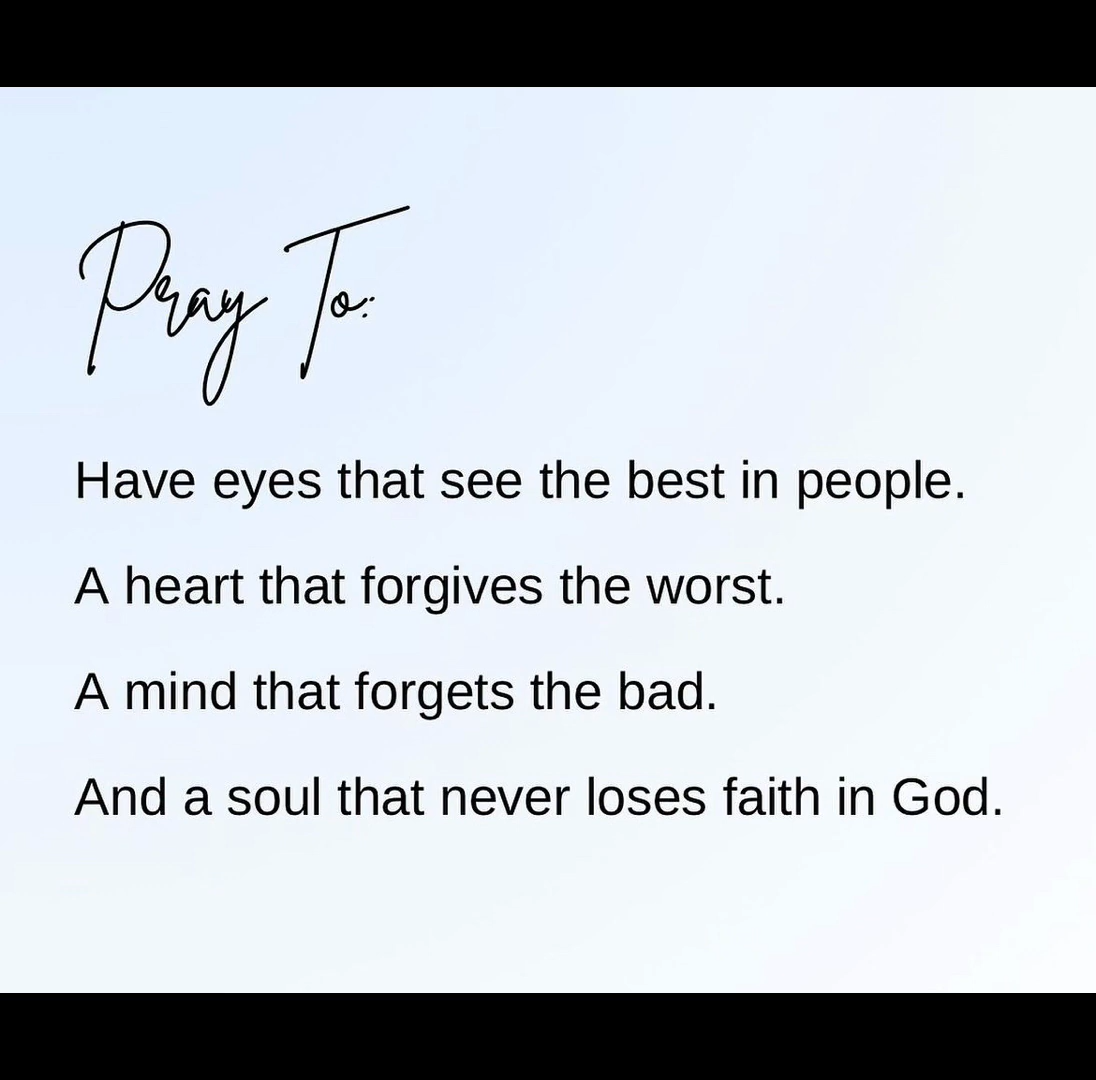 Pray To:
Have eyes that see the best in people.
A heart that forgives the worst.
A mind that forgets the bad.
And a soul that never loses faith in God.